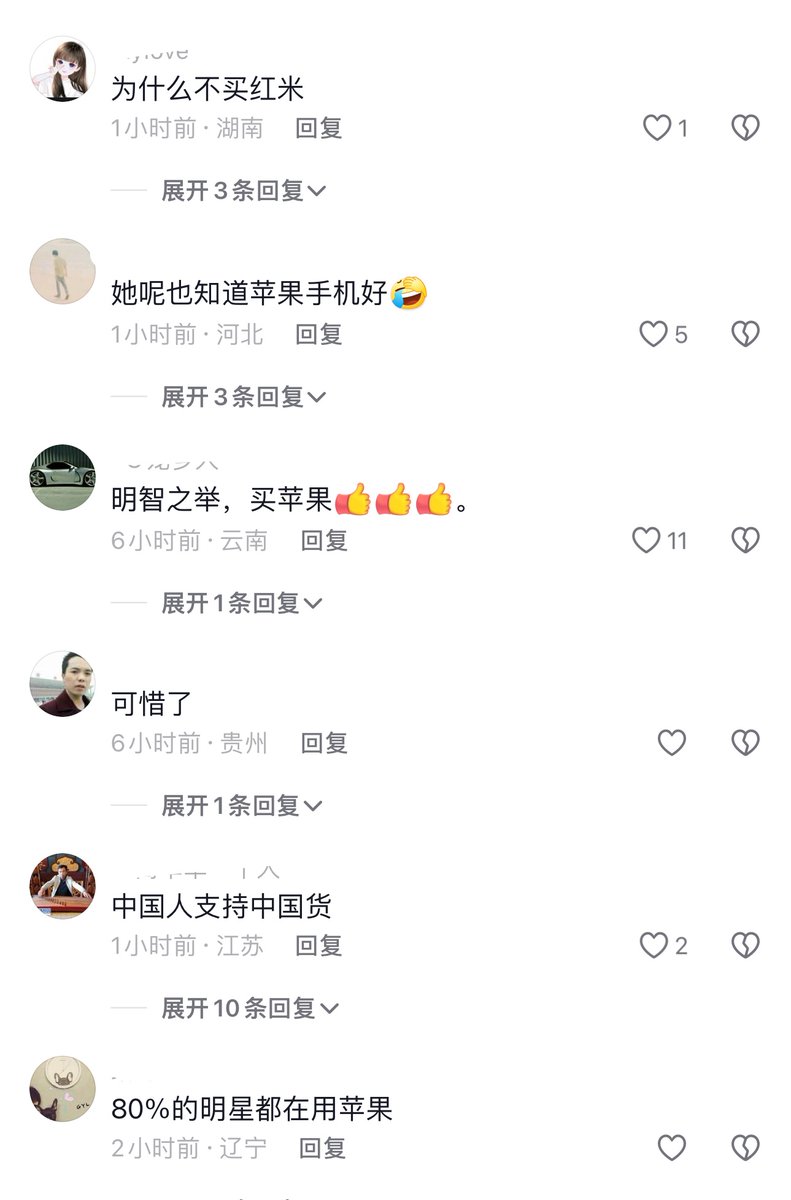 为什么不买红米
1小时前·湖南 回复
1
展开3条回复
她呢也知道苹果手机好🤣
1小时前·河北 回复
5
展开3条回复
明智之举，买苹果👍👍👍。
6小时前·云南 回复
11
展开1条回复
可惜了
6小时前·贵州 回复
展开1条回复
中国人支持中国货
1小时前·江苏 回复
2
展开10条回复
80%的明星都在用苹果
2小时前·辽宁 回复